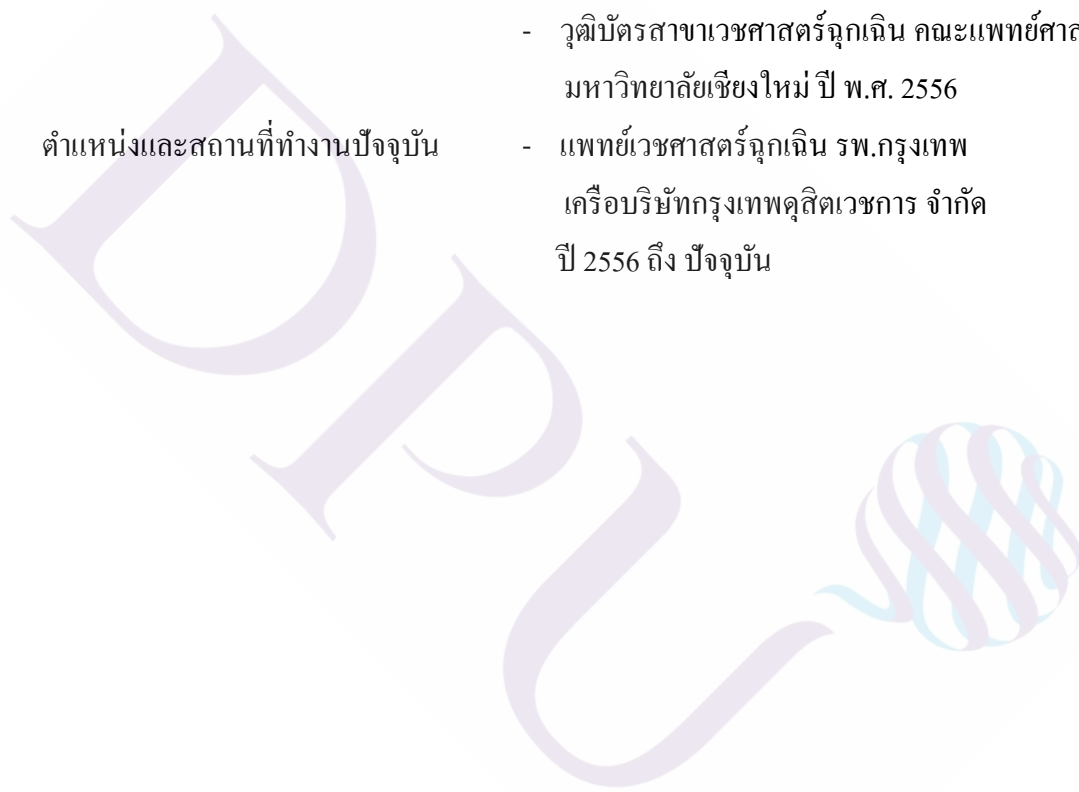 - วุฒิบัตรสาขาเวชศาสตร์ฉุกเฉิน คณะแพทย์ศาส
มหาวิทยาลัยเชียงใหม่ ปี พ.ศ. 2556
ตำแหน่งและสถานที่ทำงานปัจจุบัน - แพทย์เวชศาสตร์ฉุกเฉิน รพ.กรุงเทพ
เครือบริษัทกรุงเทพดุสิตเวชการ จำกัด
ปี 2556 ถึง ปัจจุบัน
DPU